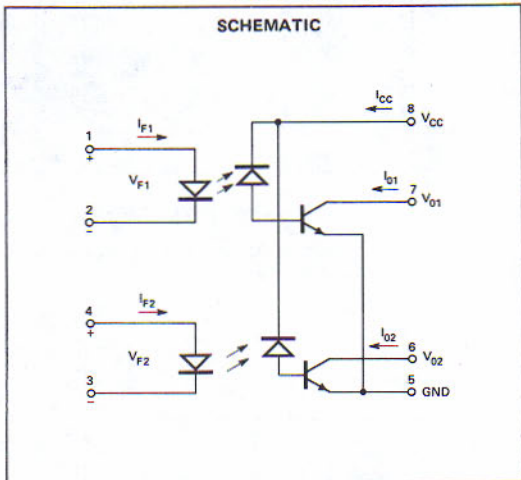 SCHEMATIC
ICC
8 VCC
1
+
IF1
VF1
2
−
IO1
7
VO1
4
+
IF2
VF2
3
−
IO2
6
VO2
5
GND